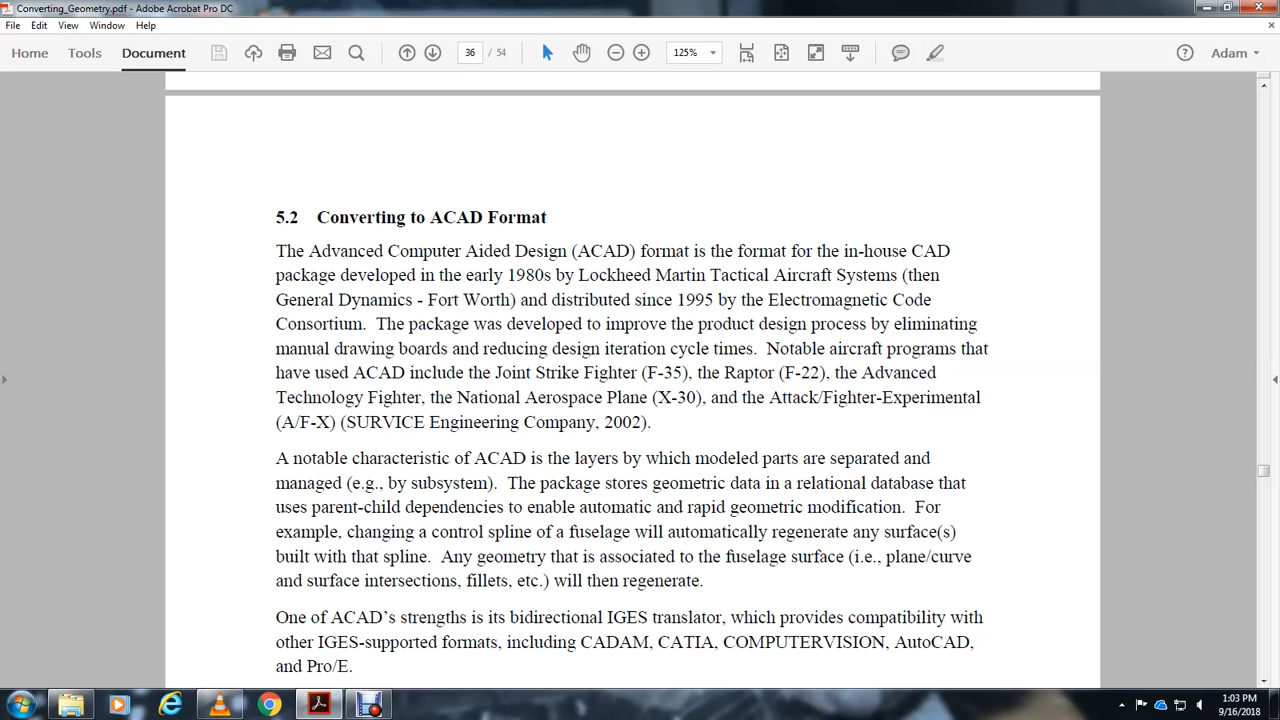 Converting_Geometry.pdf - Adobe Acrobat Pro DC
File Edit View Window Help
Home Tools Document 36 / 54 125% Adam
5.2 Converting to ACAD Format
The Advanced Computer Aided Design (ACAD) format is the format for the in-house CAD
package developed in the early 1980s by Lockheed Martin Tactical Aircraft Systems (then
General Dynamics - Fort Worth) and distributed since 1995 by the Electromagnetic Code
Consortium. The package was developed to improve the product design process by eliminating
manual drawing boards and reducing design iteration cycle times. Notable aircraft programs that
have used ACAD include the Joint Strike Fighter (F-35), the Raptor (F-22), the Advanced
Technology Fighter, the National Aerospace Plane (X-30), and the Attack/Fighter-Experimental
(A/F-X) (SURVICE Engineering Company, 2002).
A notable characteristic of ACAD is the layers by which modeled parts are separated and
managed (e.g., by subsystem). The package stores geometric data in a relational database that
uses parent-child dependencies to enable automatic and rapid geometric modification. For
example, changing a control spline of a fuselage will automatically regenerate any surface(s)
built with that spline. Any geometry that is associated to the fuselage surface (i.e., plane/curve
and surface intersections, fillets, etc.) will then regenerate.
One of ACAD’s strengths is its bidirectional IGES translator, which provides compatibility with
other IGES-supported formats, including CADAM, CATIA, COMPUTERVISION, AutoCAD,
and Pro/E.
1:03 PM
9/16/2018